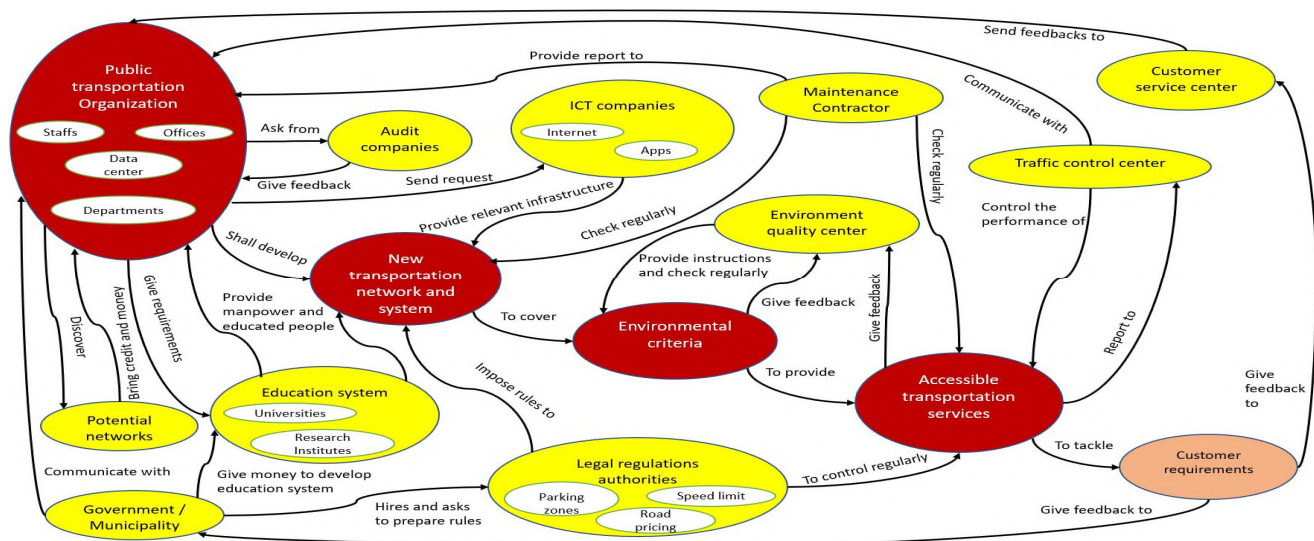 Public
transportation
Organization
Staffs
Offices
Data
center
Departments
Ask from
Audit
companies
Give feedback
Send request
Provide report to
ICT companies
Internet
Apps
Maintenance
Contractor
Send feedbacks to
Customer
service center
Communicate with
Traffic control center
Check regularly
Control the
performance of
Provide relevant infrastructure
Check regularly
Environment
quality center
Shall develop
New
transportation
network and
system
Provide instructions
and check regularly
Give feedback
Give feedback
Report to
To cover
Environmental
criteria
To provide
Accessible
transportation
services
Discover
Bring credit and money
Give requirements
Provide
manpower and
educated people
Impose rules to
Give
feedback
to
Education system
Universities
Research
Institutes
Potential
networks
To tackle
Customer
requirements
Communicate with
Give money to develop
education system
Legal regulations
authorities
Parking
zones
Speed limit
Road
pricing
To control regularly
Government /
Municipality
Hires and asks
to prepare rules
Give feedback to